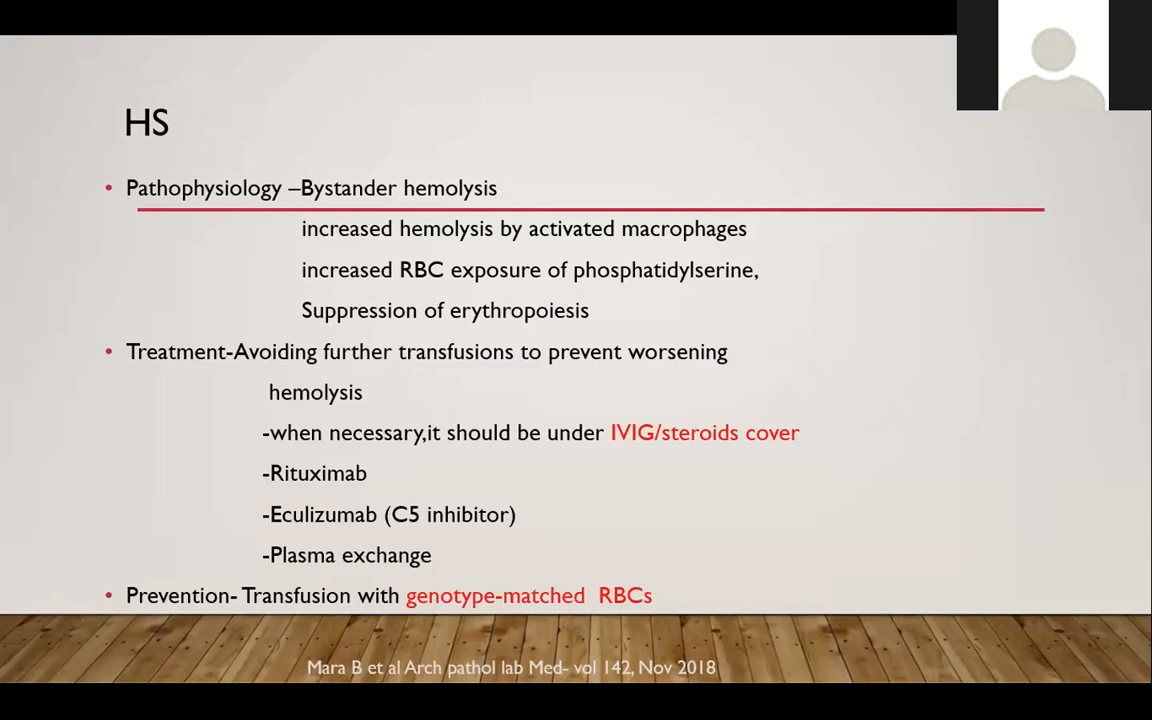 HS
• Pathophysiology –Bystander hemolysis
increased hemolysis by activated macrophages
increased RBC exposure of phosphatidylserine,
Suppression of erythropoiesis
• Treatment-Avoiding further transfusions to prevent worsening
hemolysis
-when necessary,it should be under IVIG/steroids cover
-Rituximab
-Eculizumab (C5 inhibitor)
-Plasma exchange
• Prevention- Transfusion with genotype-matched RBCs
Mara B et al Arch pathol lab Med- vol 142, Nov 2018